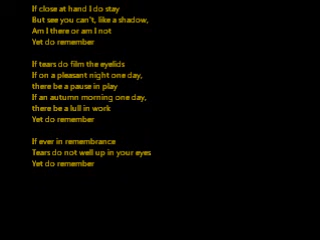 If close at hand I do stay
But see you can't, like a shadow,
Am I there or am I not
Yet do remember
If tears do film the eyelids
If on a pleasant night one day,
there be a pause in play
If an autumn morning one day,
there be a lull in work
Yet do remember
If ever in remembrance
Tears do not well up in your eyes
Yet do remember